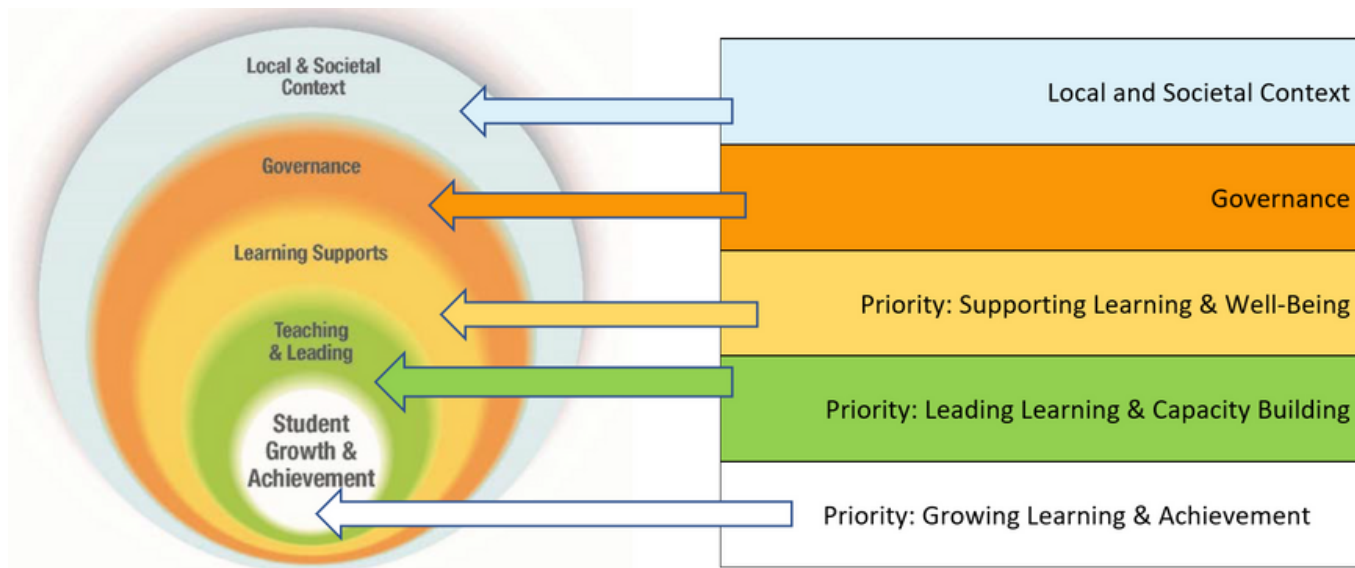 Local & Societal
Context
Governance
Learning Supports
Teaching
& Leading
Student
Growth &
Achievement
Local and Societal Context
Governance
Priority: Supporting Learning & Well-Being
Priority: Leading Learning & Capacity Building
Priority: Growing Learning & Achievement